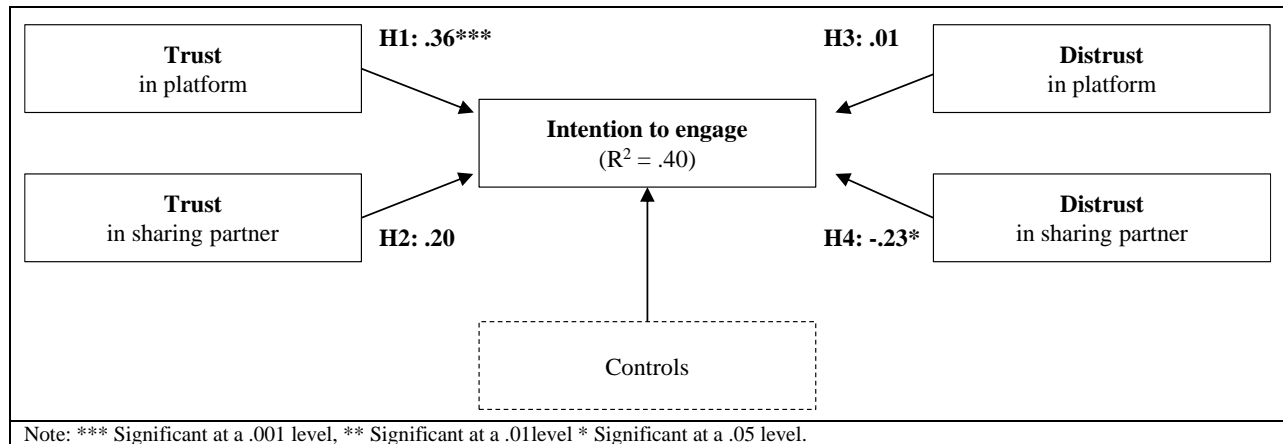 H1: .36***
H3: .01
Trust
in platform
Distrust
in platform
Intention to engage
(R² = .40)
Trust
in sharing partner
Distrust
in sharing partner
H2: .20
H4: -.23*
Controls
Note: *** Significant at a .001 level, ** Significant at a .01level * Significant at a .05 level.